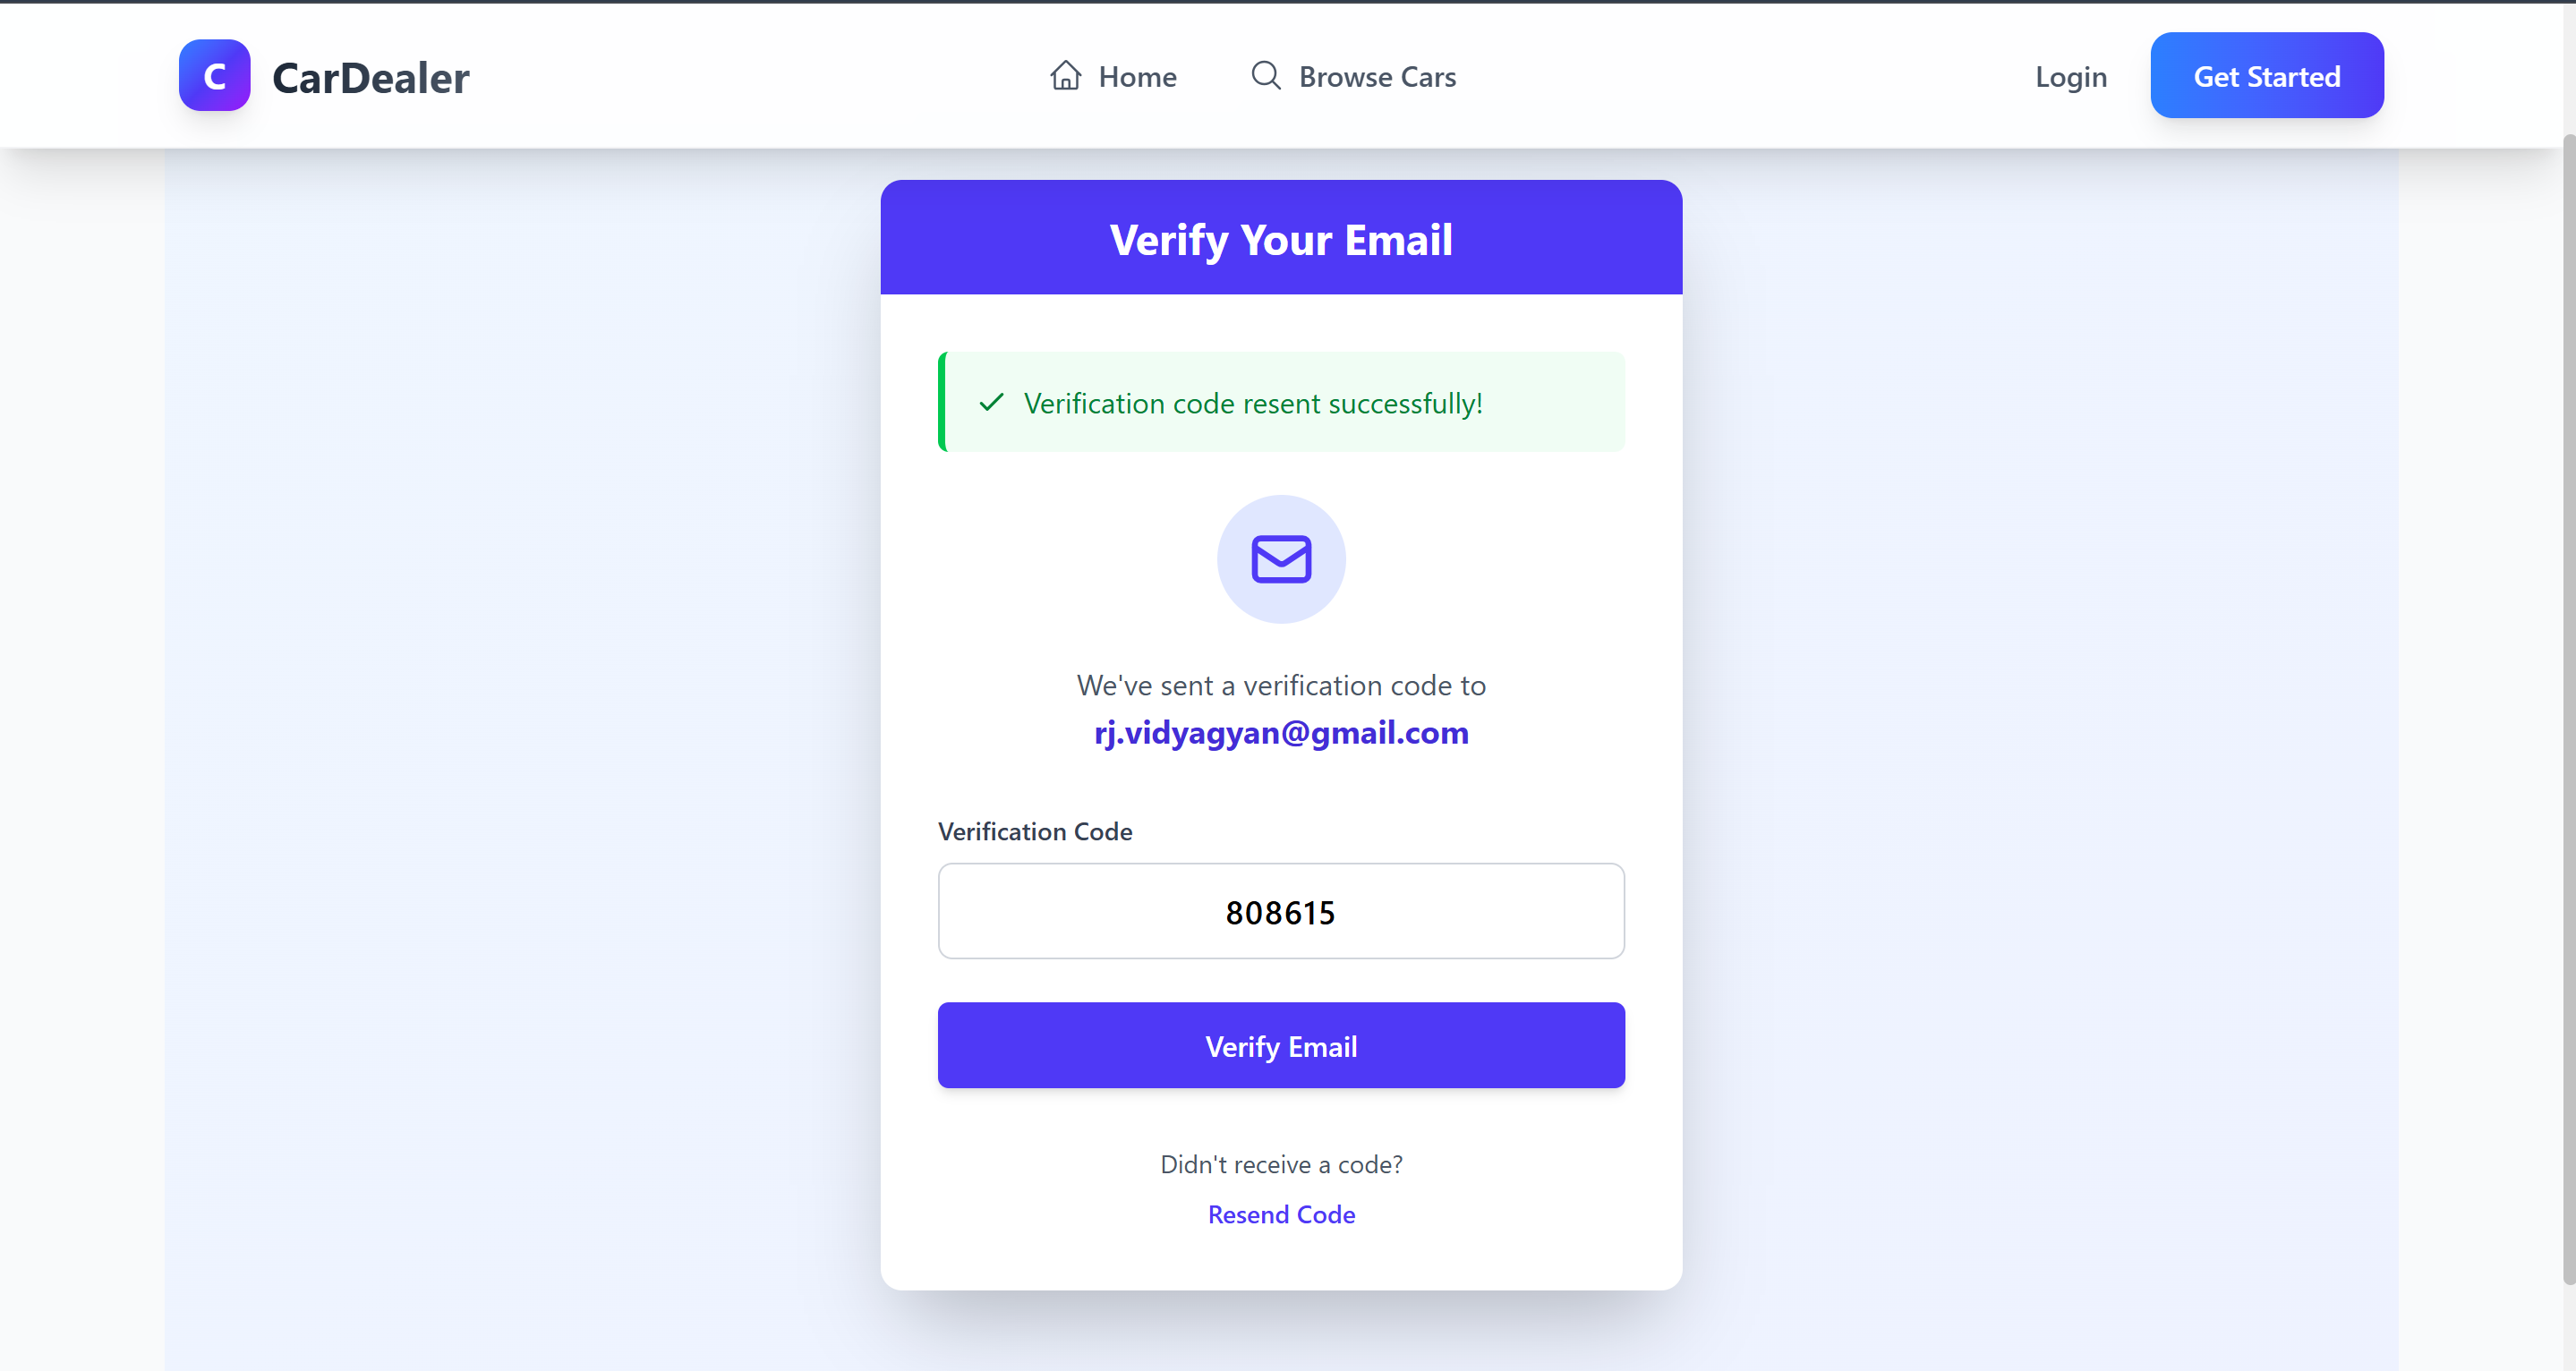 C CarDealer Home Browse Cars Login Get Started
Verify Your Email
Verification code resent successfully!
We've sent a verification code to
rj.vidyagyan@gmail.com
Verification Code
808615
Verify Email
Didn't receive a code?
Resend Code